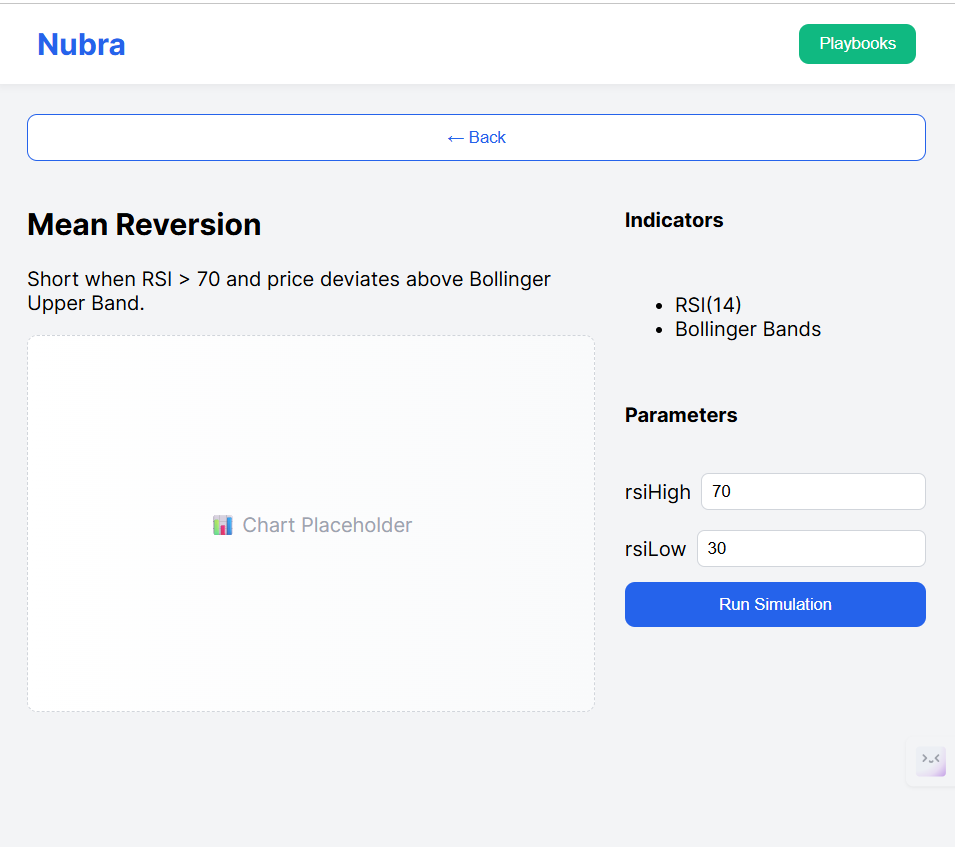 Nubra
Playbooks
← Back
Mean Reversion
Short when RSI > 70 and price deviates above Bollinger
Upper Band.
📊 Chart Placeholder
Indicators
• RSI(14)
• Bollinger Bands
Parameters
rsiHigh 70
rsiLow 30
Run Simulation